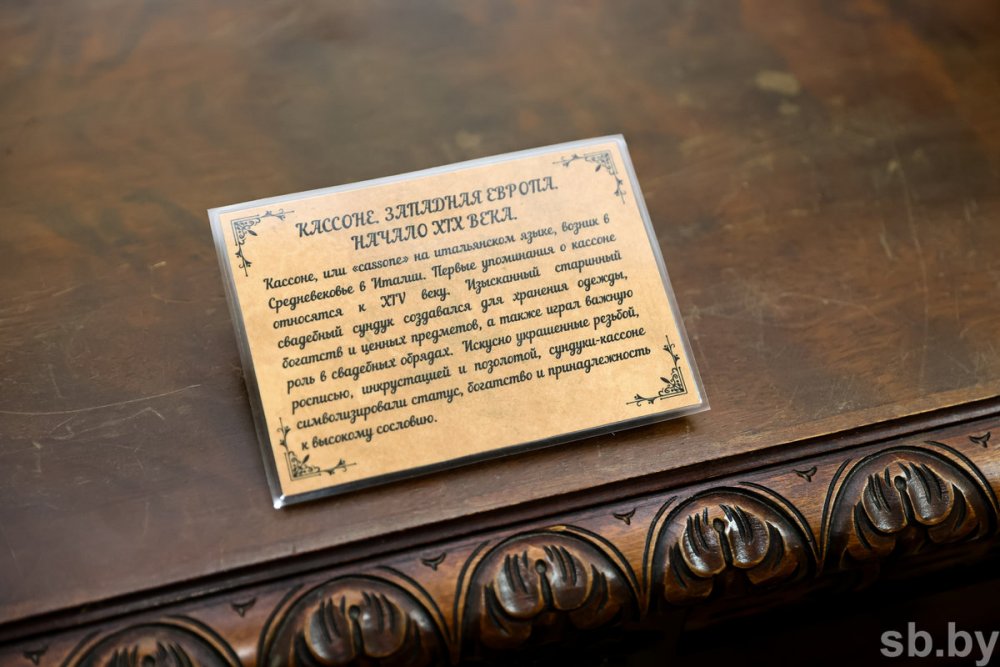 КАССОНЕ. ЗАПАДНАЯ ЕВРОПА.
НАЧАЛО XIX ВЕКА.
Кассоне, или «cassone» на итальянском языке, возник в
Средневековье в Италии. Первые упоминания о кассоне
относятся к XIV веку. Изысканный старинный
свадебный сундук создавался для хранения одежды,
богатств и ценных предметов, а также играл важную
роль в свадебных обрядах. Искусно украшенные резьбой,
росписью, инкрустацией и позолотой, сундуки-кассоне
символизировали статус, богатство и принадлежность
к высокому сословию.
sb.by